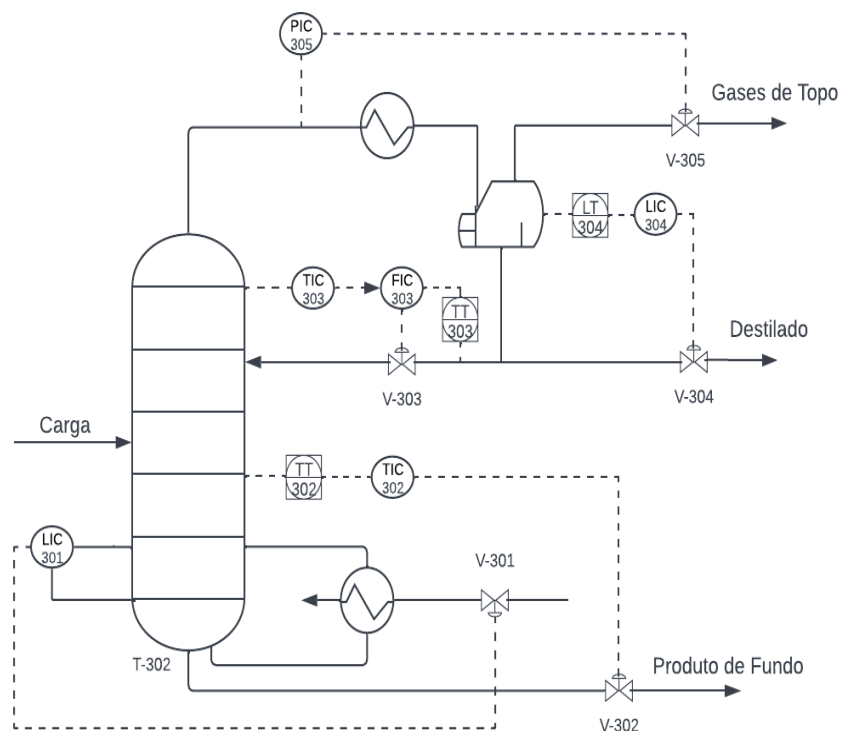 PIC
305
Gases de Topo
V-305
LT
304
LIC
304
TIC
303
FIC
303
TT
303
Destilado
V-303
V-304
Carga
TT
302
TIC
302
LIC
301
V-301
T-302
Produto de Fundo
V-302